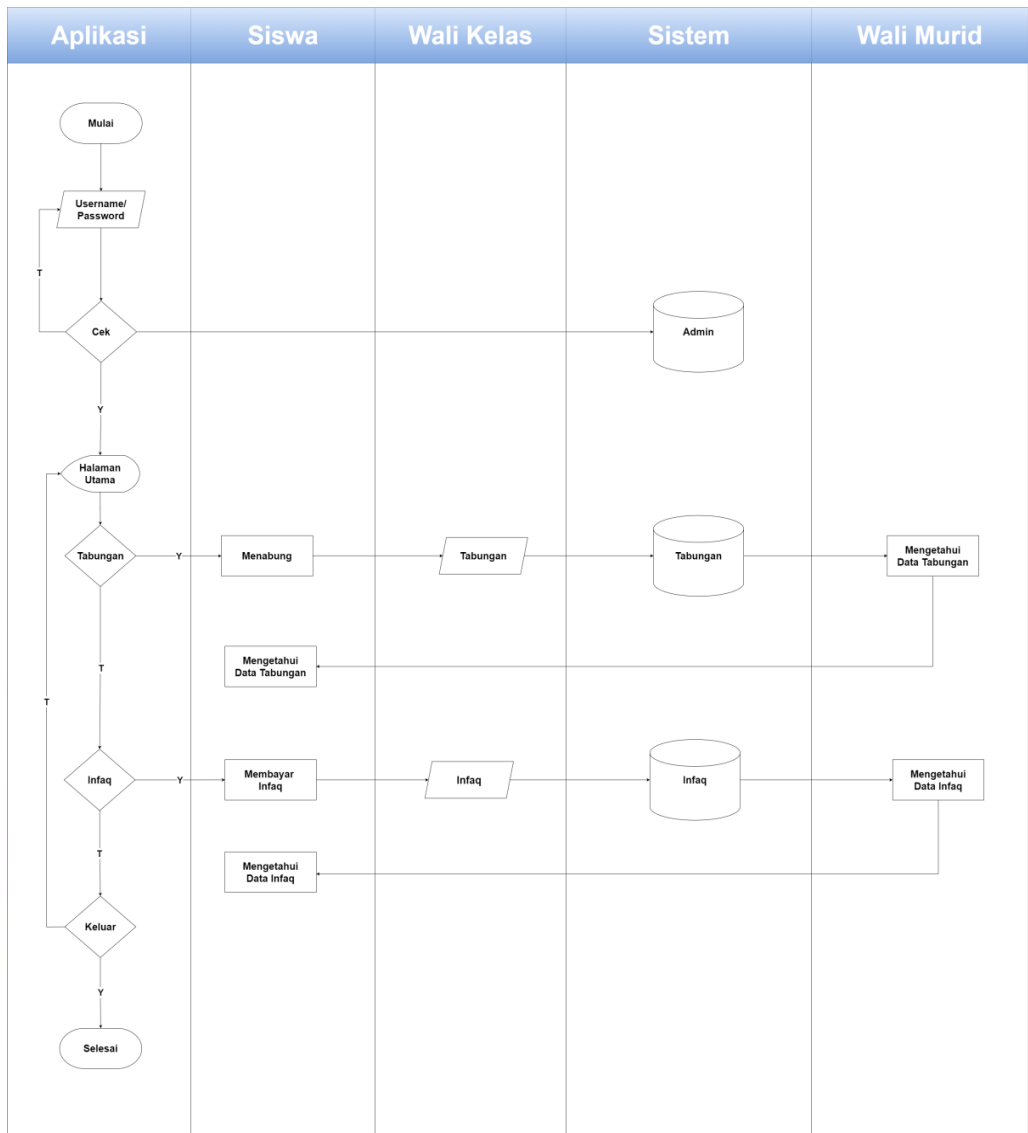 Aplikasi
Siswa
Wali Kelas
Sistem
Wali Murid
Mulai
Username/
Password
T
Cek
Admin
Y
Halaman
Utama
Tabungan
Y
Menabung
Tabungan
Tabungan
Mengetahui
Data Tabungan
T
Mengetahui
Data Tabungan
T
Infaq
Y
Membayar
Infaq
Infaq
Infaq
Mengetahui
Data Infaq
T
Mengetahui
Data Infaq
Keluar
Y
Selesai